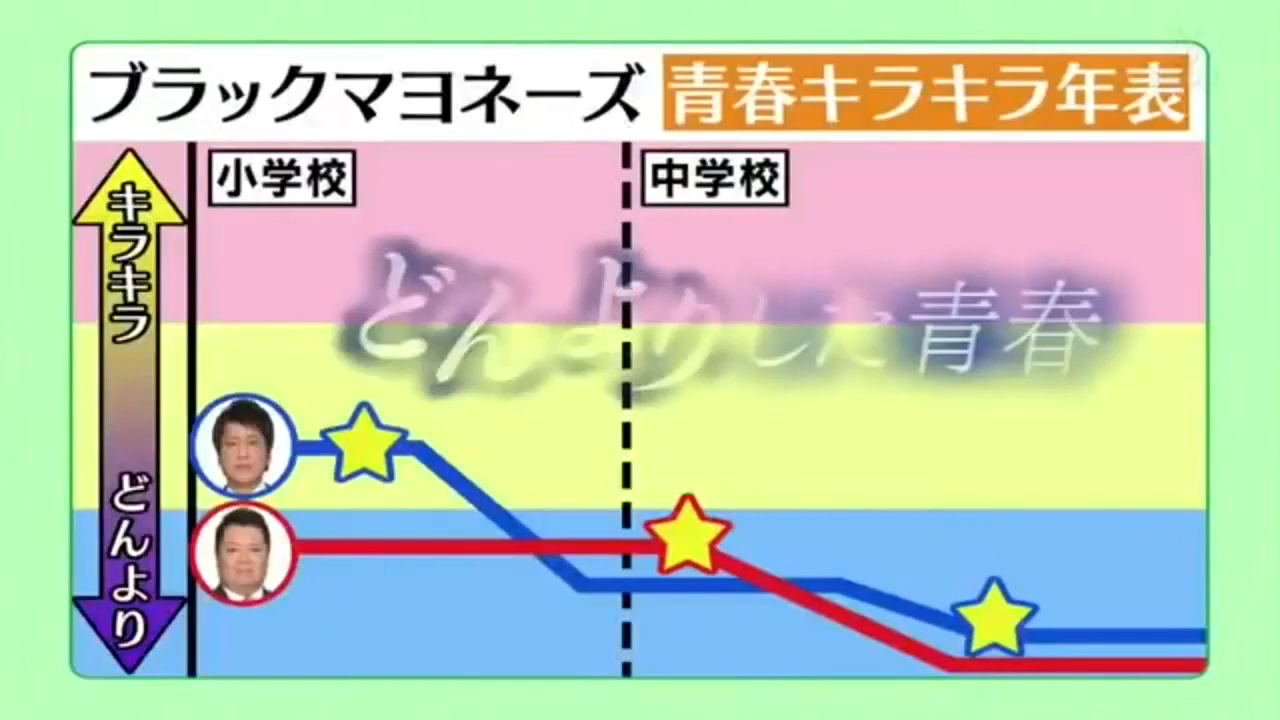 ブラックマヨネーズ 青春キラキラ年表
小学校
中学校
キラキラ
どんよりした青春
どんより